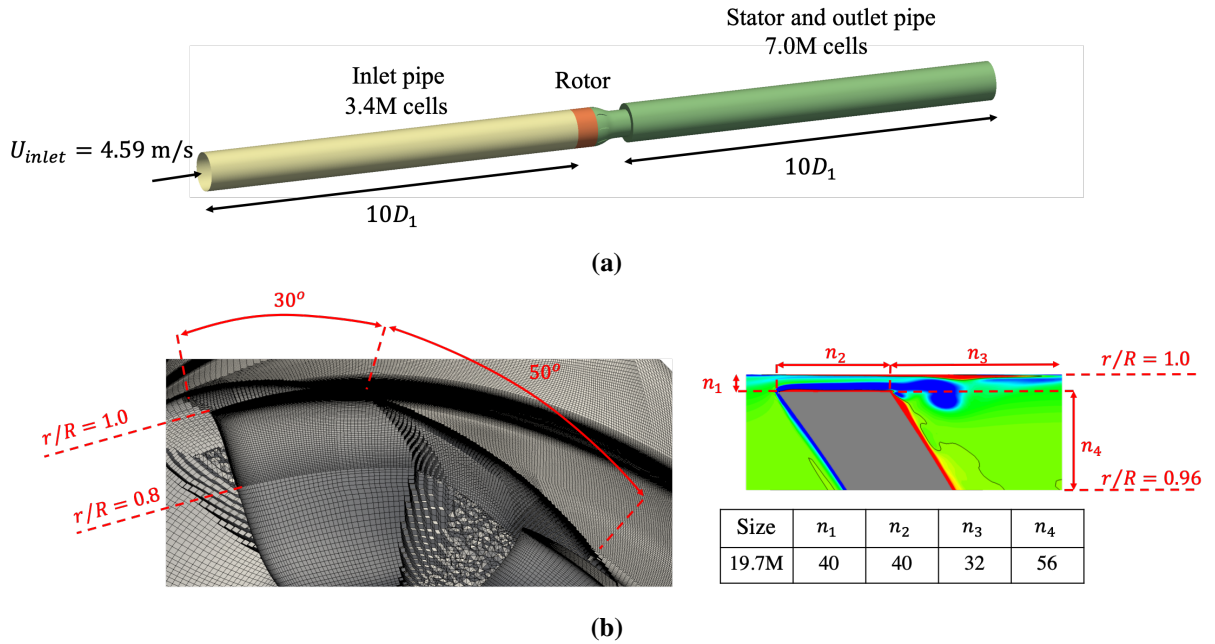 Stator and outlet pipe
7.0M cells
Inlet pipe
3.4M cells
Rotor
U_{inlet} = 4.59 m/s
10D_1
10D_1
(a)
30^o
50^o
r/R = 1.0
r/R = 0.8
n_1
n_2
n_3
r/R = 1.0
n_4
r/R = 0.96
Size n_1 n_2 n_3 n_4
19.7M 40 40 32 56
(b)